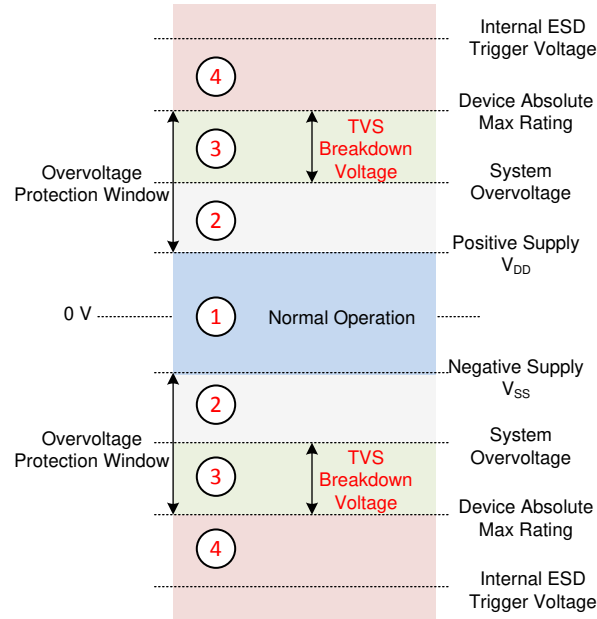 Internal ESD
Trigger Voltage
4
Device Absolute
Max Rating
TVS
Breakdown
Voltage
3
Overvoltage
Protection Window
System
Overvoltage
2
Positive Supply
VDD
0 V
1
Normal Operation
Negative Supply
VSS
2
Overvoltage
Protection Window
System
Overvoltage
TVS
Breakdown
Voltage
3
Device Absolute
Max Rating
4
Internal ESD
Trigger Voltage